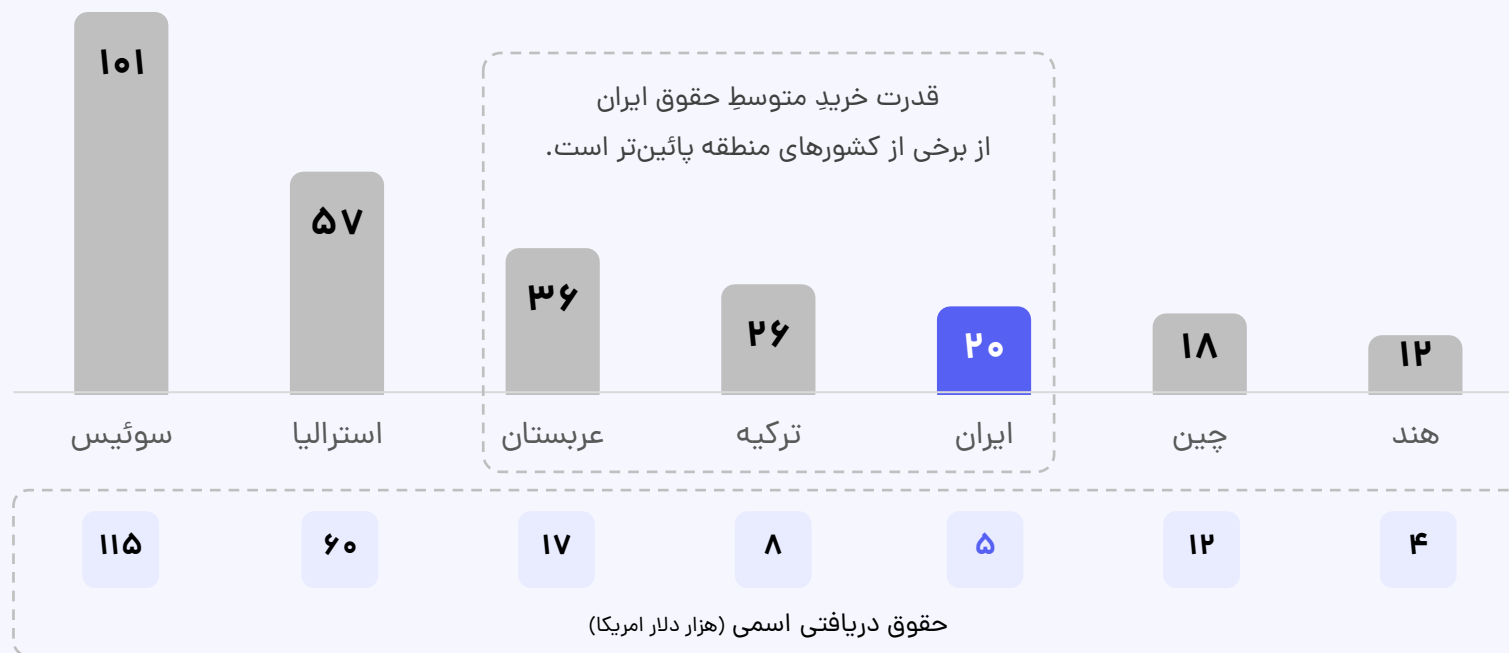 ۱۰۱
۵۷
۳۶
۲۶
۲۰
۱۸
۱۲
قدرت خریدِ متوسطِ حقوق ایران
از برخی از کشورهای منطقه پائین‌تر است.
سوئیس
استرالیا
عربستان
ترکیه
ایران
چین
هند
۱۱۵
۶۰
۱۷
۸
۵
۱۲
۴
حقوق دریافتی اسمی (هزار دلار امریکا)